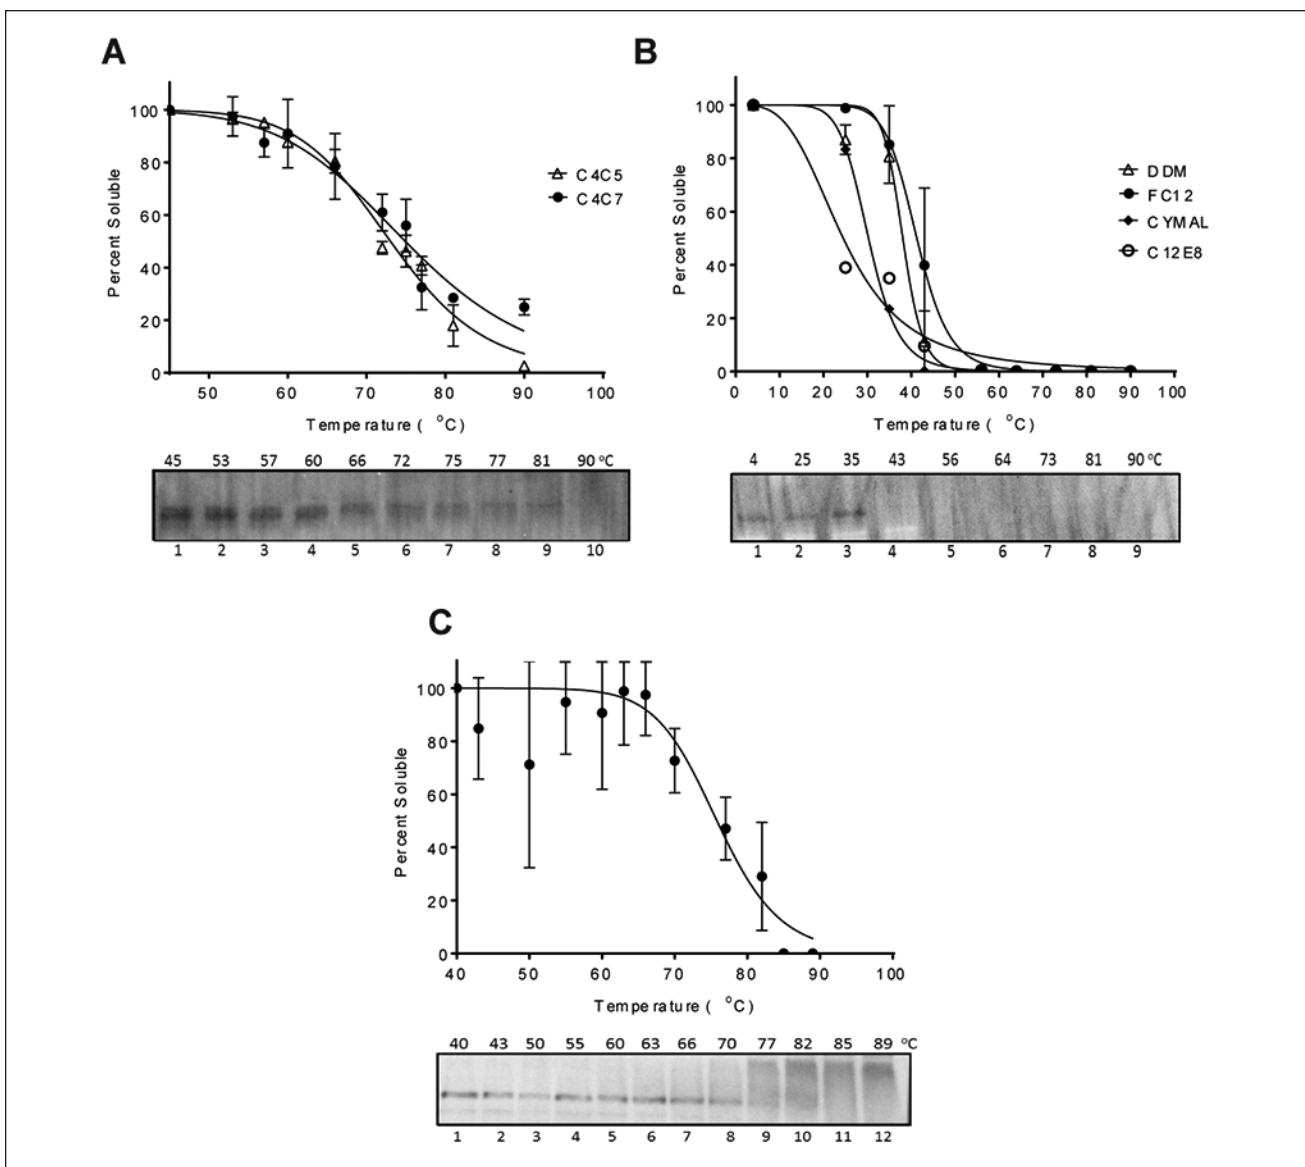 A
B
100
80
60
40
20
0
Percent Soluble
50 60 70 80 90 100
Temperature ( °C)
C4C5
C4C7
45 53 57 60 66 72 75 77 81 90 °C
1 2 3 4 5 6 7 8 9 10
100
80
60
40
20
0
Percent Soluble
0 10 20 30 40 50 60 70 80 90 100
Temperature ( °C)
DDM
FC12
CYMAL
C12E8
4 25 35 43 56 64 73 81 90 °C
1 2 3 4 5 6 7 8 9
C
100
80
60
40
20
0
Percent Soluble
40 50 60 70 80 90 100
Temperature ( °C)
40 43 50 55 60 63 66 70 77 82 85 89 °C
1 2 3 4 5 6 7 8 9 10 11 12